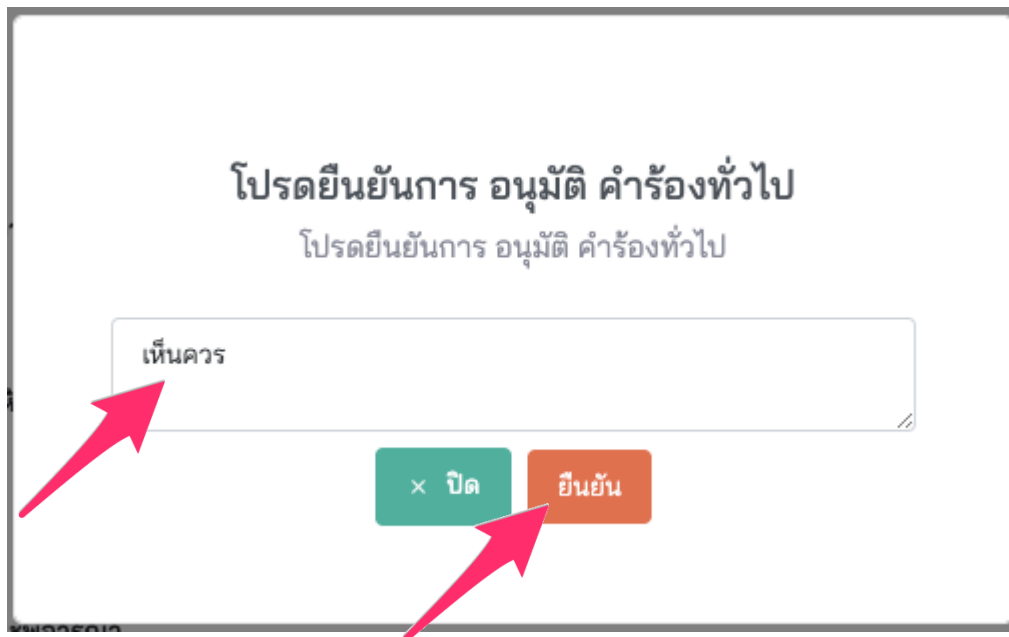 โปรดยืนยันการ อนุมัติ คำร้องทั่วไป
โปรดยืนยันการ อนุมัติ คำร้องทั่วไป
เห็นควร
× ปิด ยืนยัน